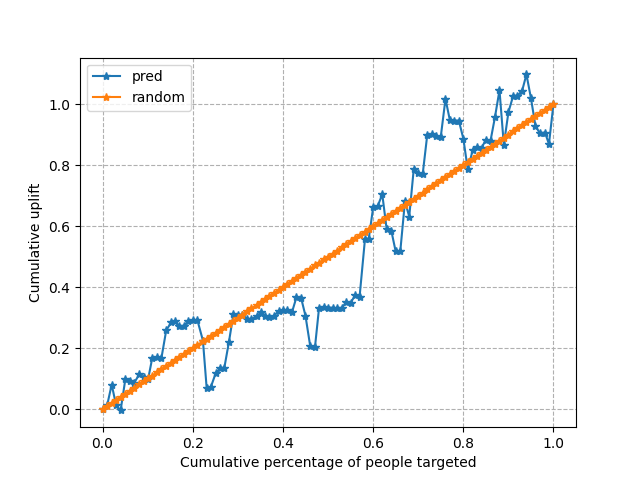 pred
random
1.0
0.8
0.6
0.4
0.2
0.0
Cumulative uplift
0.0 0.2 0.4 0.6 0.8 1.0
Cumulative percentage of people targeted